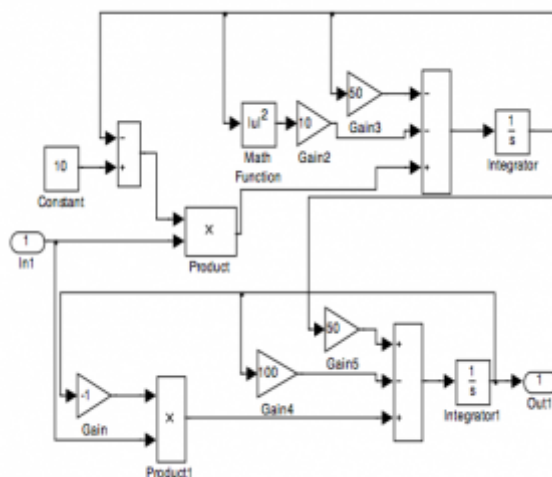 50
−
|u|²
10
−
1
s
−
Gain3
10
+
Math
Function
Gain2
+
Integrator
Constant
×
1
In1
Product
50
+
100
Gain5
−
1
s
1
-1
×
Gain4
+
Integrator1
Out1
Gain
Product1